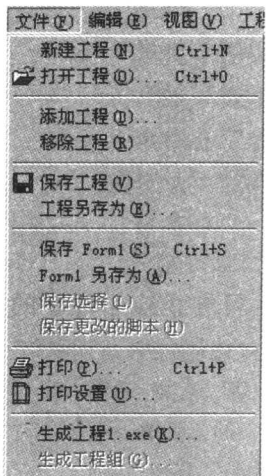 文件(F) 编辑(E) 视图(V) 工程
新建工程(N) Ctrl+N
打开工程(O)... Ctrl+O
添加工程(D)...
移除工程(R)
保存工程(V)
工程另存为(E)...
保存 Form1(S) Ctrl+S
Form1 另存为(A)...
保存选择(L)
保存更改的脚本(H)
打印(P)... Ctrl+P
打印设置(U)...
生成工程1.exe(K)...
生成工程组(G)...